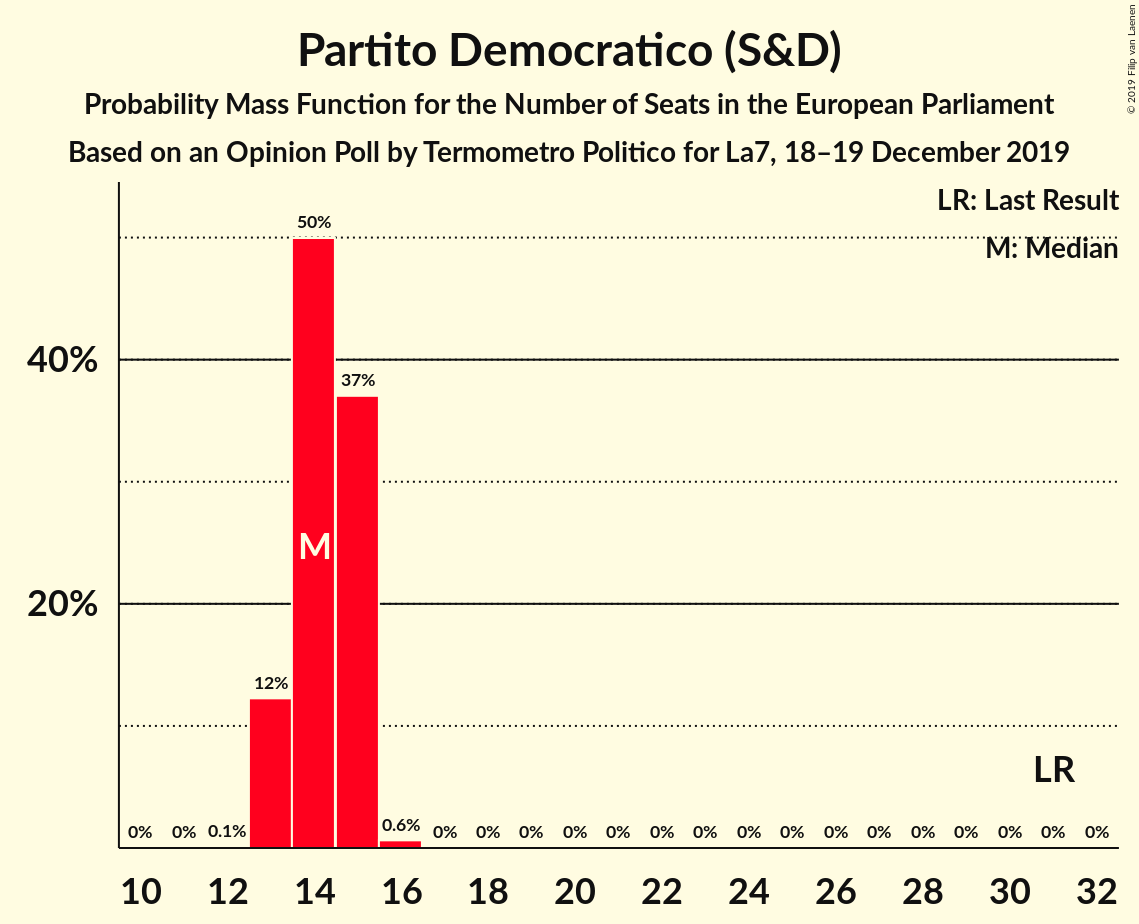 Partito Democratico (S&D)
Probability Mass Function for the Number of Seats in the European Parliament
Based on an Opinion Poll by Termometro Politico for La7, 18–19 December 2019
© 2019 Filip van Laenen
LR: Last Result
M: Median
50%
40%
37%
M
20%
12%
LR
0% 0% 0.1% 0.6% 0% 0% 0% 0% 0% 0% 0% 0% 0% 0% 0% 0% 0% 0% 0% 0%
10 12 14 16 18 20 22 24 26 28 30 32